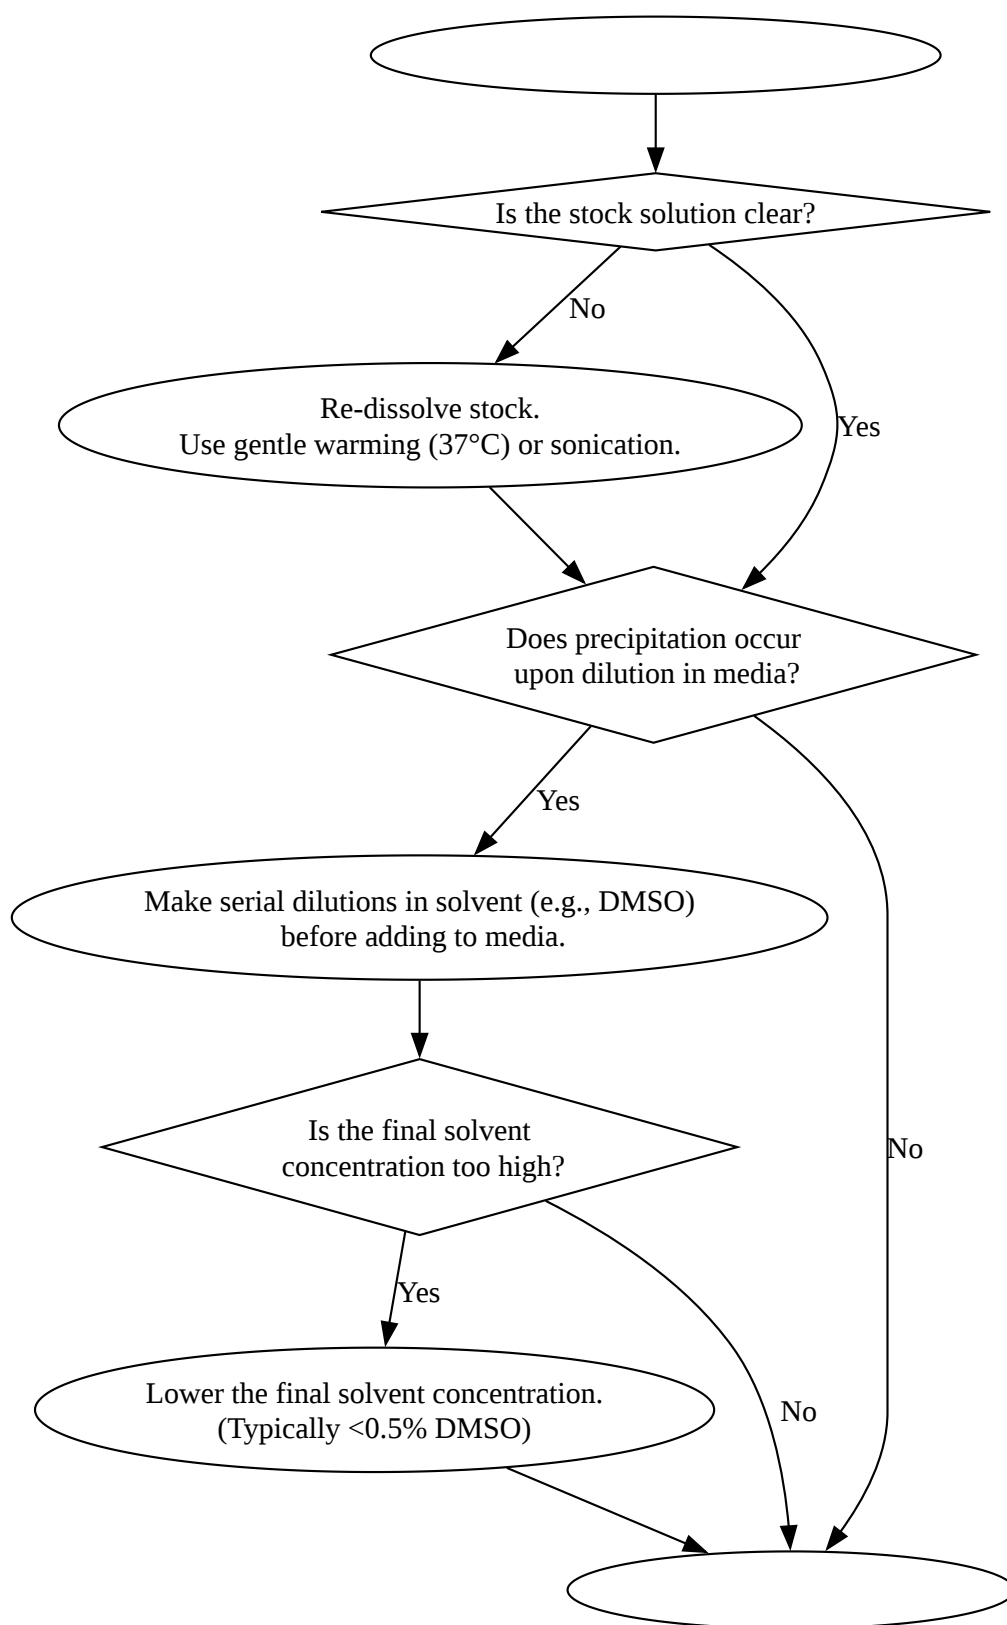 Is the stock solution clear?
No
Re-dissolve stock.
Use gentle warming (37°C) or sonication.
Yes
Does precipitation occur
upon dilution in media?
Yes
Make serial dilutions in solvent (e.g., DMSO)
before adding to media.
Is the final solvent
concentration too high?
No
Yes
Lower the final solvent concentration.
(Typically <0.5% DMSO)
No